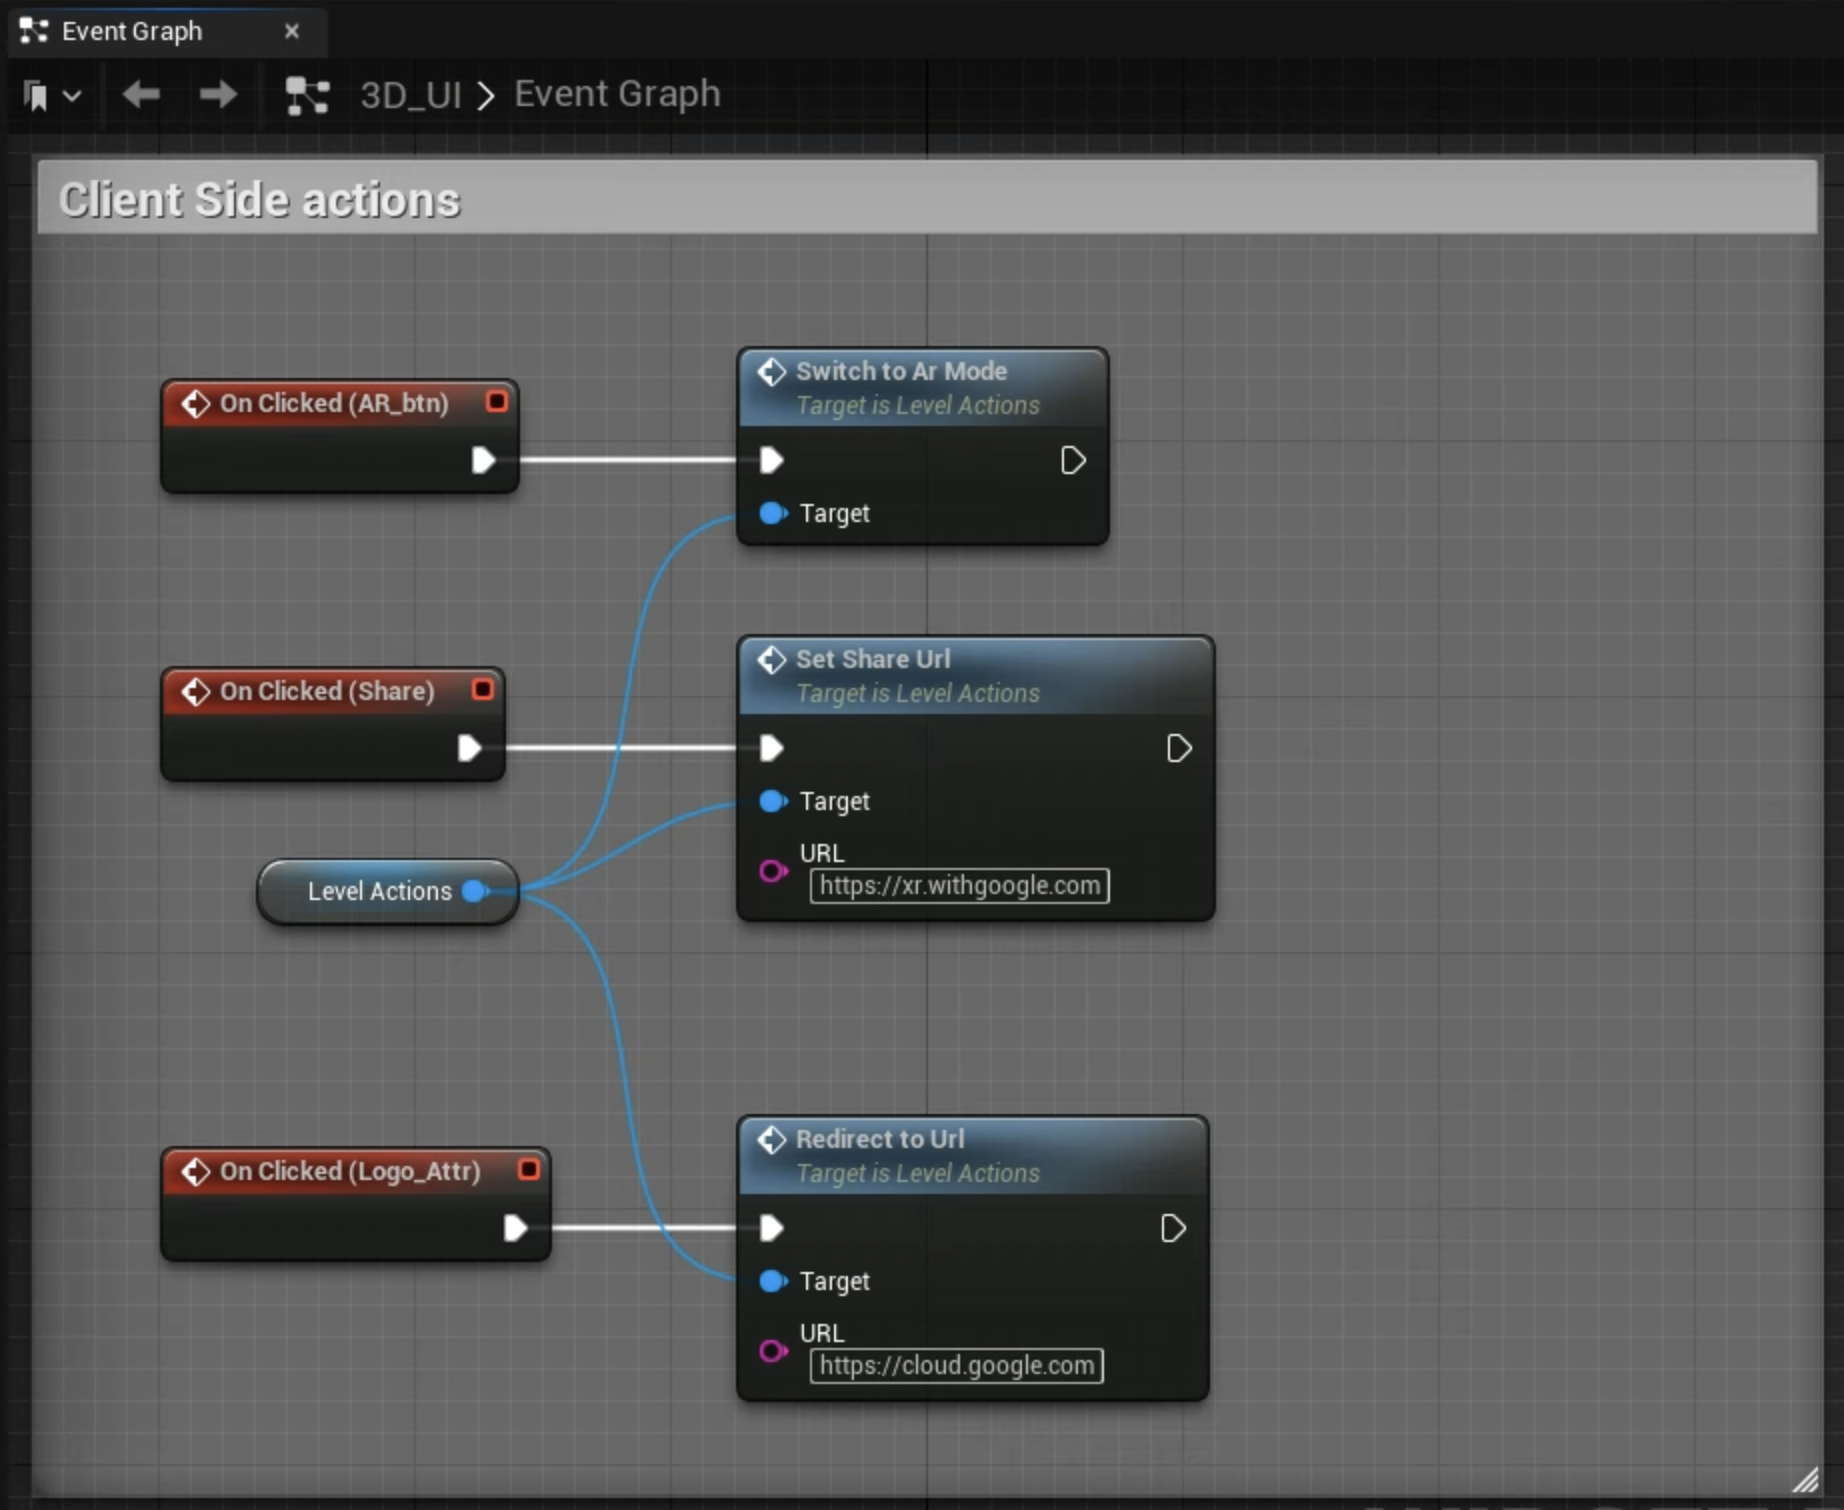 Event Graph
3D_UI > Event Graph
Client Side actions
On Clicked (AR_btn)
Switch to Ar Mode
Target is Level Actions
Target
On Clicked (Share)
Set Share Url
Target is Level Actions
Target
URL
https://xr.withgoogle.com
Level Actions
On Clicked (Logo_Attr)
Redirect to Url
Target is Level Actions
Target
URL
https://cloud.google.com